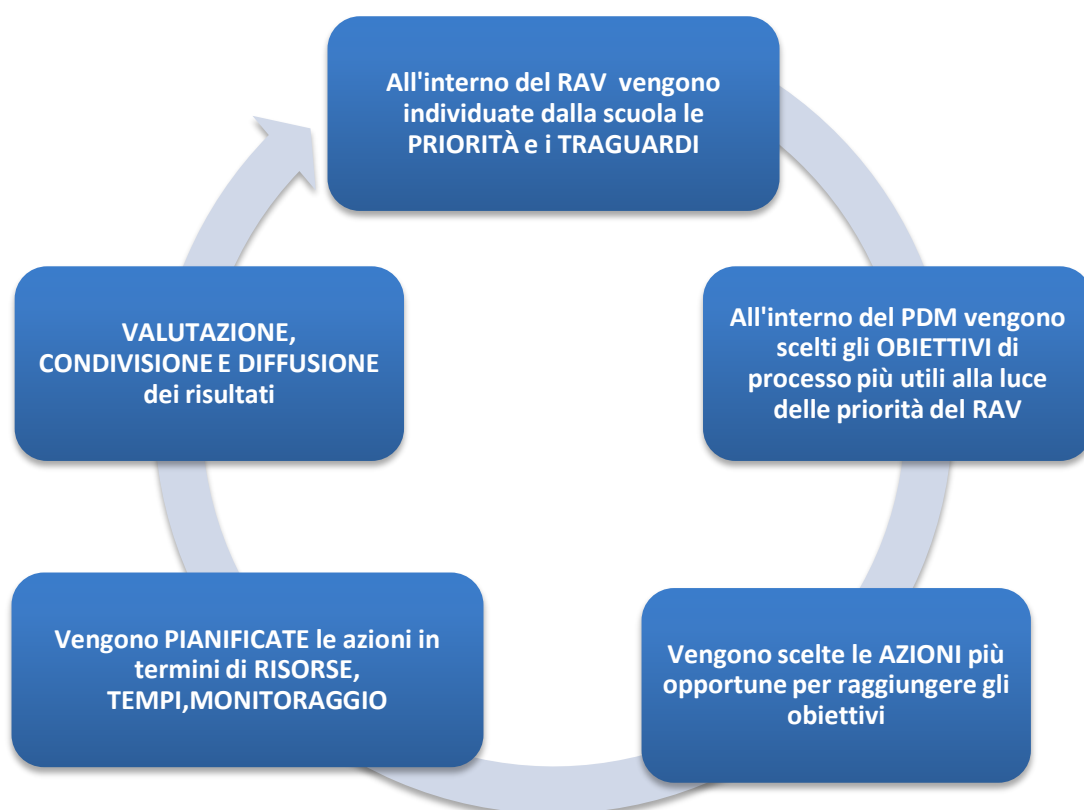 All'interno del RAV vengono
individuate dalla scuola le
PRIORITÀ e i TRAGUARDI
All'interno del PDM vengono
scelti gli OBIETTIVI di
processo più utili alla luce
delle priorità del RAV
Vengono scelte le AZIONI più
opportune per raggiungere gli
obiettivi
Vengono PIANIFICATE le azioni in
termini di RISORSE,
TEMPI,MONITORAGGIO
VALUTAZIONE,
CONDIVISIONE E DIFFUSIONE
dei risultati